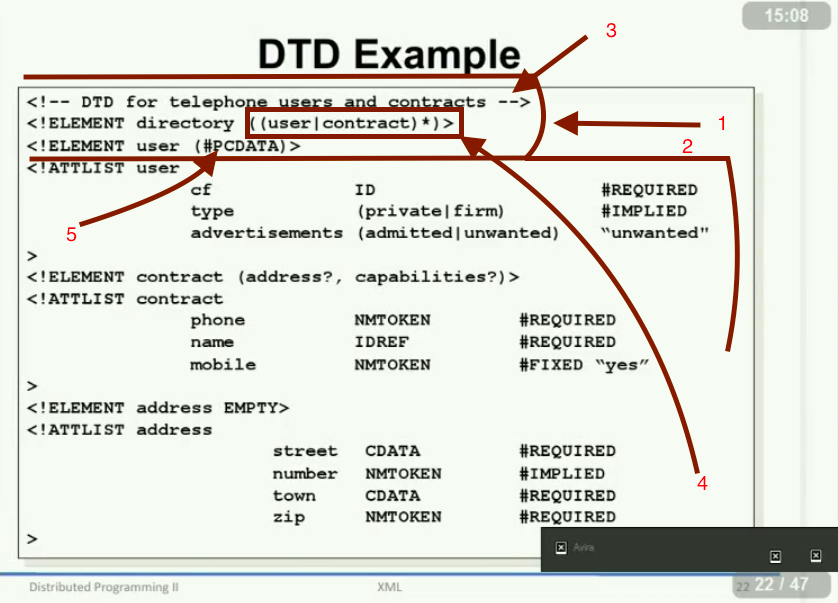 15:08
3
DTD Example
<!-- DTD for telephone users and contracts -->
<!ELEMENT directory ((user|contract)*)>
1
<!ELEMENT user (#PCDATA)>
2
<!ATTLIST user
cf ID #REQUIRED
type (private|firm) #IMPLIED
5
advertisements (admitted|unwanted) “unwanted"
>
<!ELEMENT contract (address?, capabilities?)>
<!ATTLIST contract
phone NMTOKEN #REQUIRED
name IDREF #REQUIRED
mobile NMTOKEN #FIXED “yes”
>
<!ELEMENT address EMPTY>
<!ATTLIST address
street CDATA #REQUIRED
number NMTOKEN #IMPLIED
4
town CDATA #REQUIRED
zip NMTOKEN #REQUIRED
>
Avira
Distributed Programming II XML 22 22 / 47